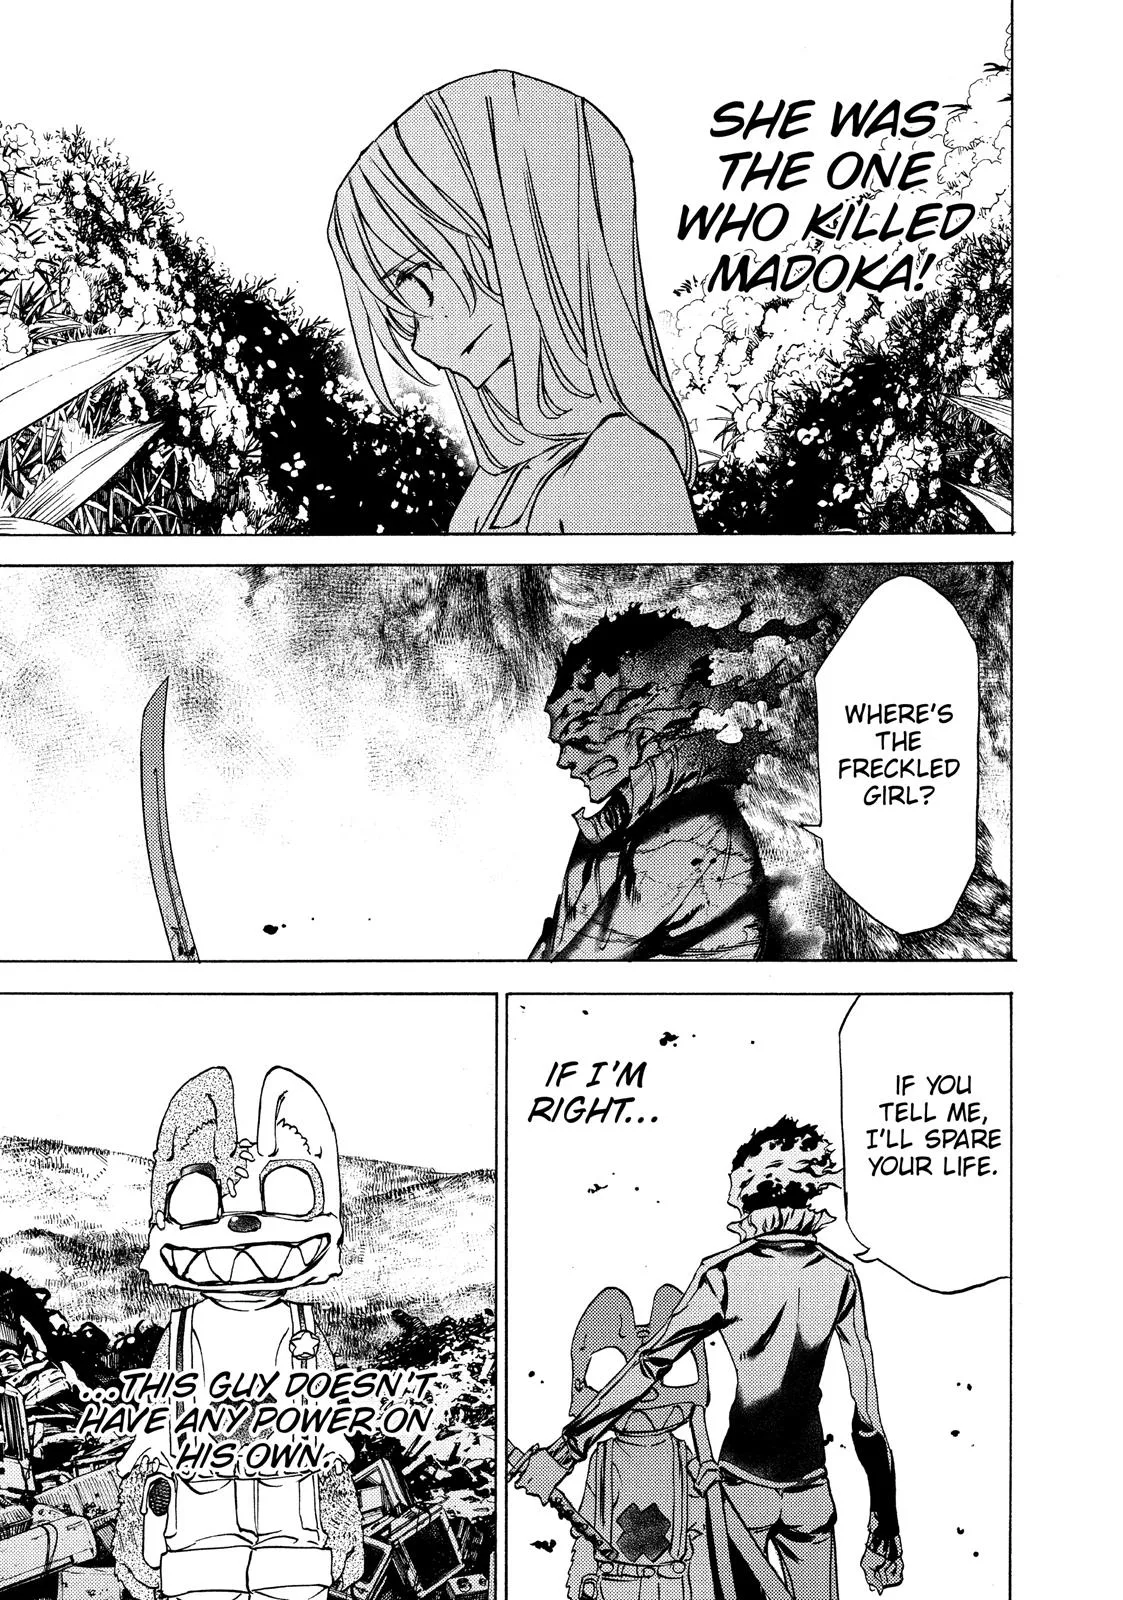 SHE WAS
THE ONE
WHO KILLED
MADOKA!
WHERE'S
THE
FRECKLED
GIRL?
IF YOU
TELL ME,
I'LL SPARE
YOUR LIFE.
IF I'M
RIGHT...
...THIS GUY DOESN'T
HAVE ANY POWER ON
HIS OWN.